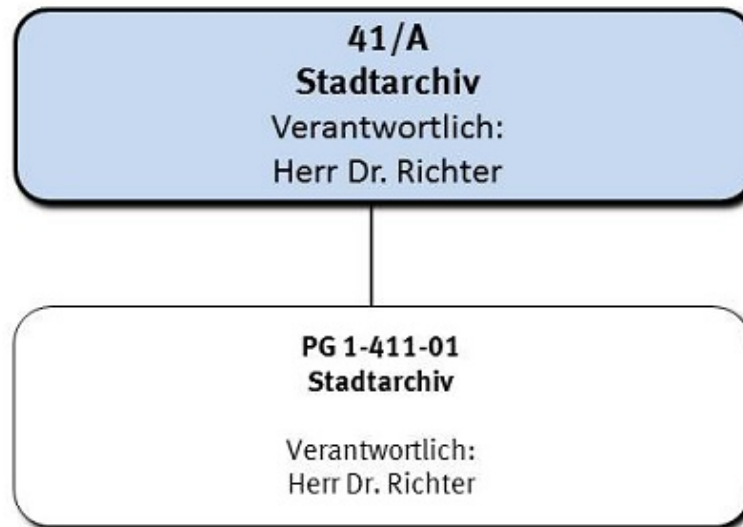 41/A
Stadtarchiv
Verantwortlich:
Herr Dr. Richter
PG 1-411-01
Stadtarchiv
Verantwortlich:
Herr Dr. Richter